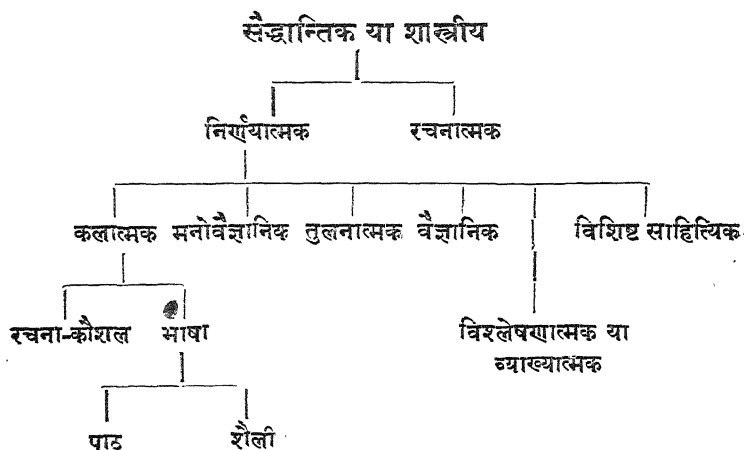 सैद्धान्तिक या शास्त्रीय
निर्णयात्मक रचनात्मक
कलात्मक मनोवैज्ञानिक तुलनात्मक वैज्ञानिक विशिष्ट साहित्यिक
रचना-कौशल भाषा विश्लेषणात्मक या
व्याख्यात्मक
पाठ शैली